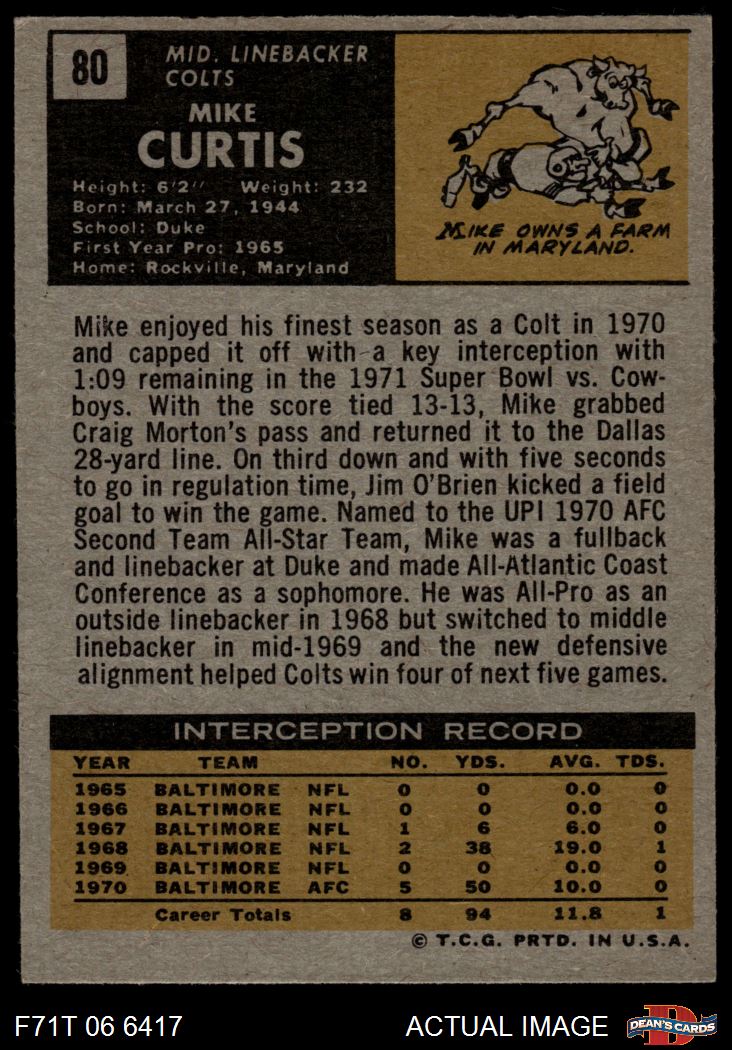 80
MID. LINEBACKER
COLTS
MIKE
CURTIS
Height: 6'2" Weight: 232
Born: March 27, 1944
School: Duke
First Year Pro: 1965
Home: Rockville, Maryland
MIKE OWNS A FARM
IN MARYLAND.
Mike enjoyed his finest season as a Colt in 1970
and capped it off with a key interception with
1:09 remaining in the 1971 Super Bowl vs. Cow-
boys. With the score tied 13-13, Mike grabbed
Craig Morton's pass and returned it to the Dallas
28-yard line. On third down and with five seconds
to go in regulation time, Jim O'Brien kicked a field
goal to win the game. Named to the UPI 1970 AFC
Second Team All-Star Team, Mike was a fullback
and linebacker at Duke and made All-Atlantic Coast
Conference as a sophomore. He was All-Pro as an
outside linebacker in 1968 but switched to middle
linebacker in mid-1969 and the new defensive
alignment helped Colts win four of next five games.
INTERCEPTION RECORD
YEAR TEAM NO. YDS. AVG. TDS.
1965 BALTIMORE NFL 0 0 0.0 0
1966 BALTIMORE NFL 0 0 0.0 0
1967 BALTIMORE NFL 1 6 6.0 0
1968 BALTIMORE NFL 2 38 19.0 1
1969 BALTIMORE NFL 0 0 0.0 0
1970 BALTIMORE AFC 5 50 10.0 0
Career Totals 8 94 11.8 1
© T.C.G. PRTD. IN U.S.A.
F71T 06 6417 ACTUAL IMAGE D DEAN'S CARDS